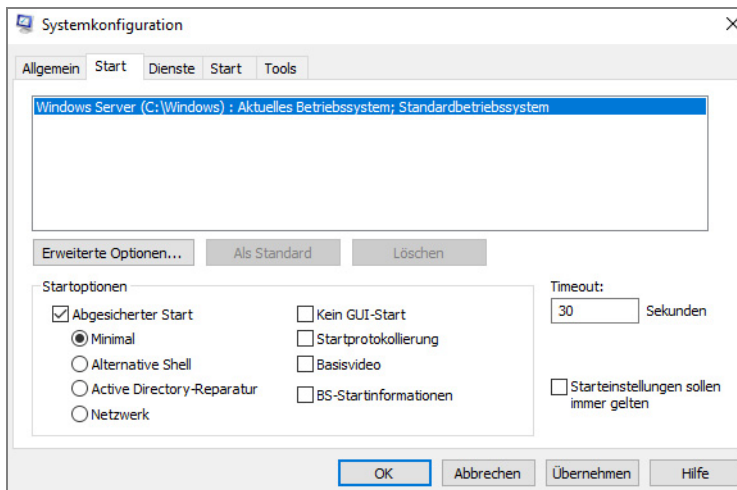 Systemkonfiguration
Allgemein Start Dienste Start Tools
Windows Server (C:\Windows) : Aktuelles Betriebssystem; Standardbetriebssystem
Erweiterte Optionen... Als Standard Löschen
Startoptionen Timeout:
Abgesicherter Start Kein GUI-Start 30 Sekunden
Minimal Startprotokollierung
Alternative Shell Basisvideo
Active Directory-Reparatur BS-Startinformationen Starteinstellungen sollen
Netzwerk immer gelten
OK Abbrechen Übernehmen Hilfe